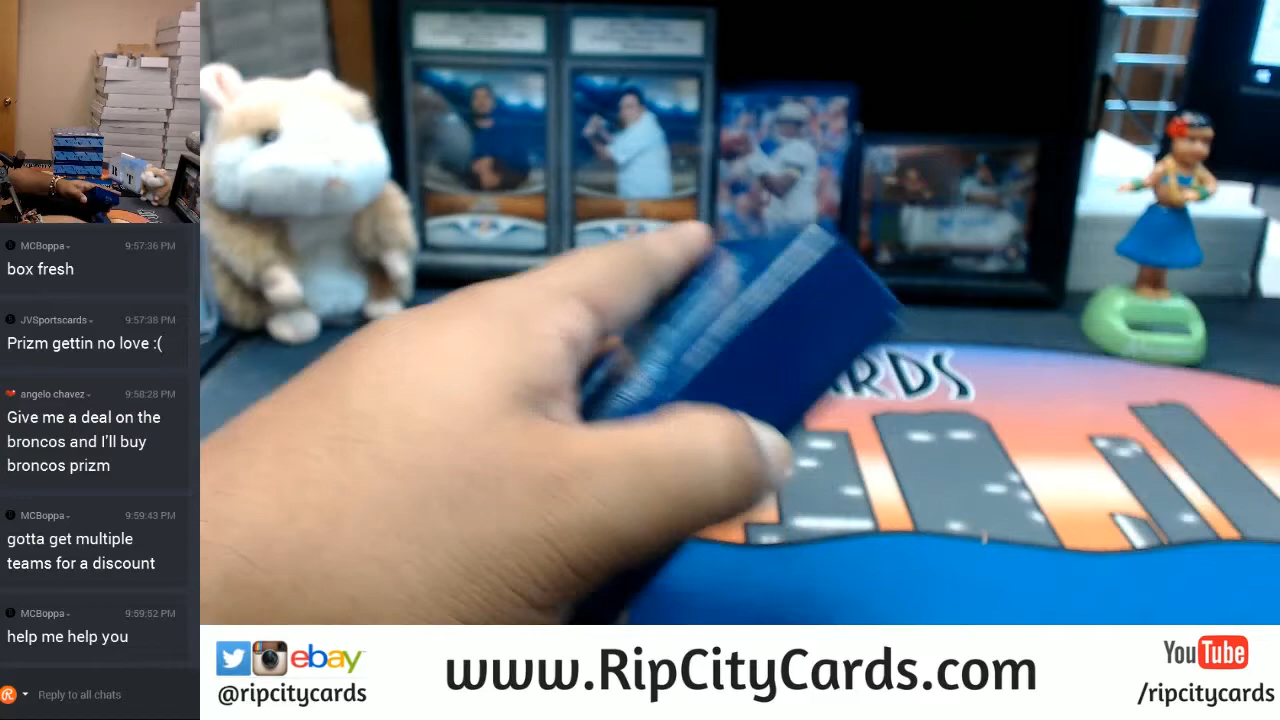 MCBoppa 9:57:36 PM
box fresh
JVSportscards 9:57:38 PM
Prizm gettin no love :(
angelo chavez 9:58:28 PM
Give me a deal on the
broncos and I'll buy
broncos prizm
MCBoppa 9:59:43 PM
gotta get multiple
teams for a discount
MCBoppa 9:59:52 PM
help me help you
Reply to all chats
ARDS
ebay
@ripcitycards
www.RipCityCards.com
YouTube
/ripcitycards